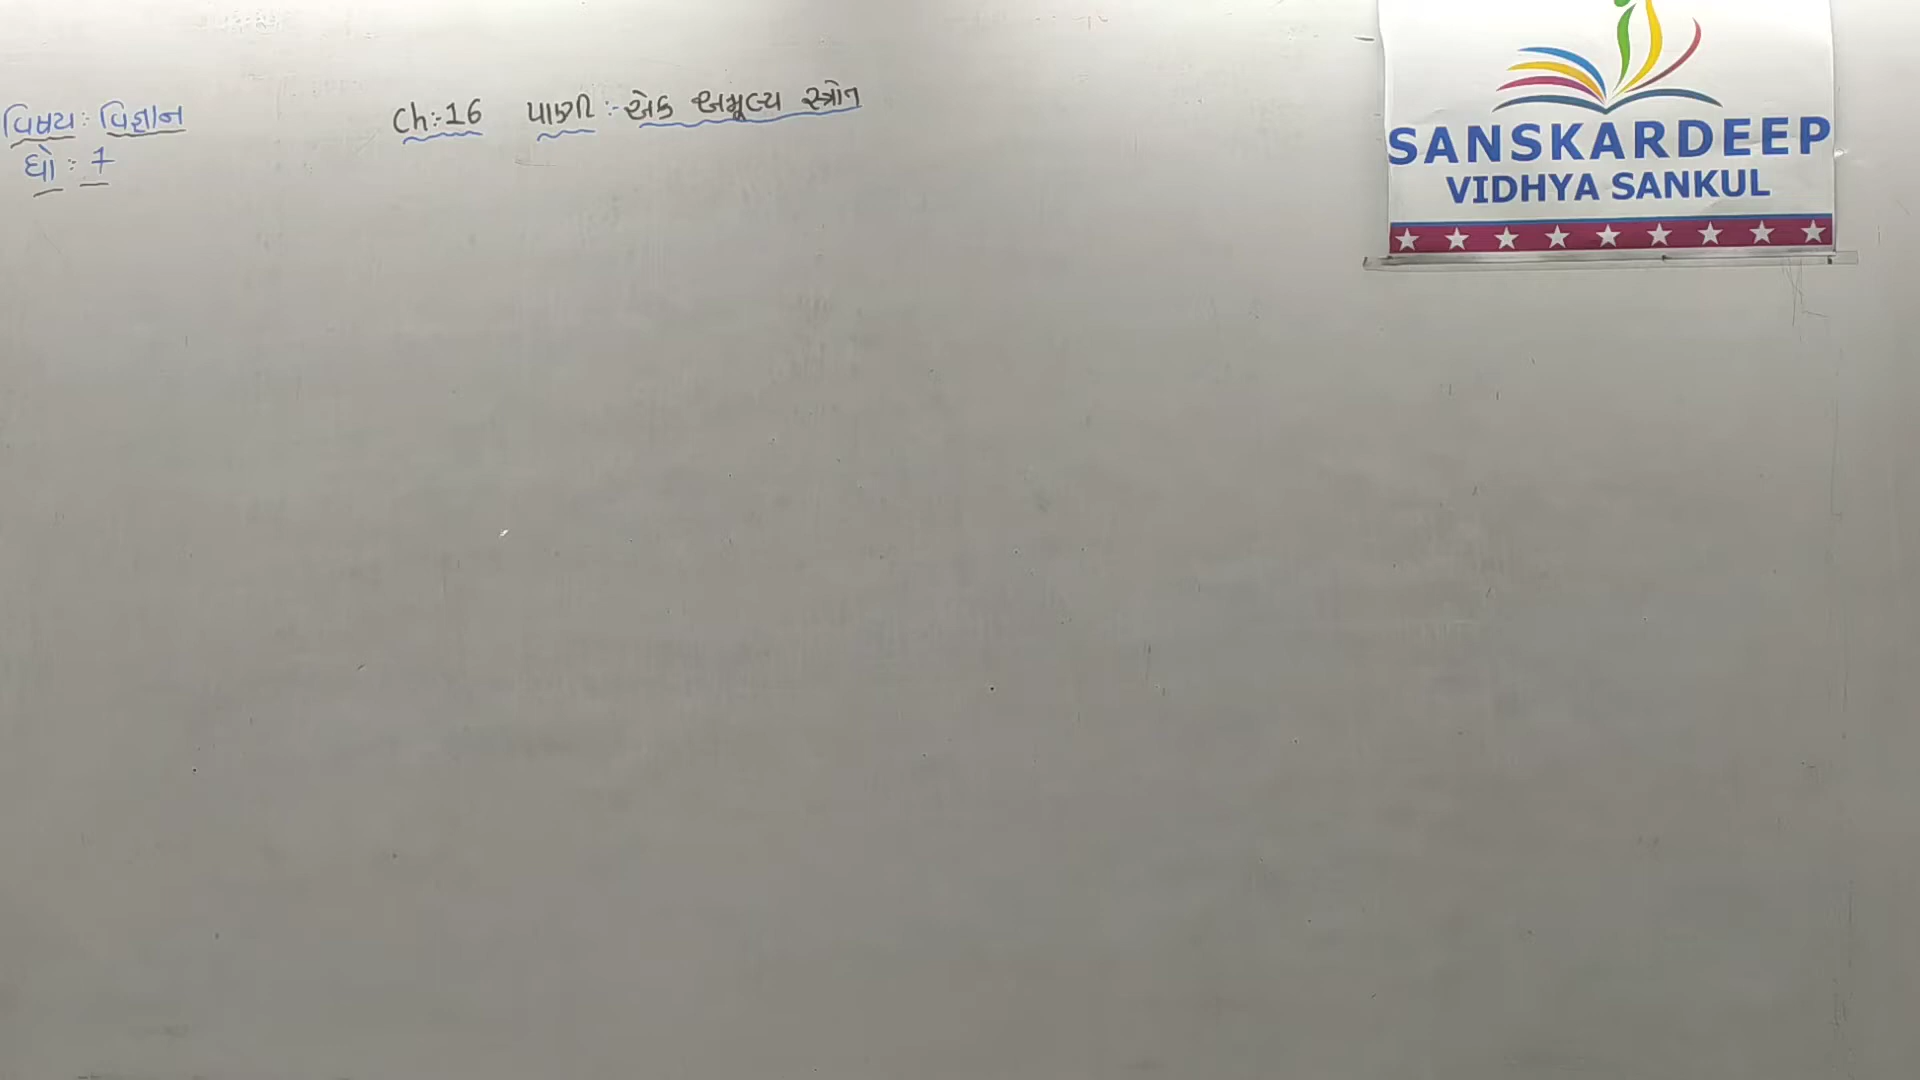 વિષય: વિજ્ઞાન
ધો: 7
Ch:-16 પાણી :- એક અમૂલ્ય સ્ત્રોત
SANSKARDEEP
VIDHYA SANKUL